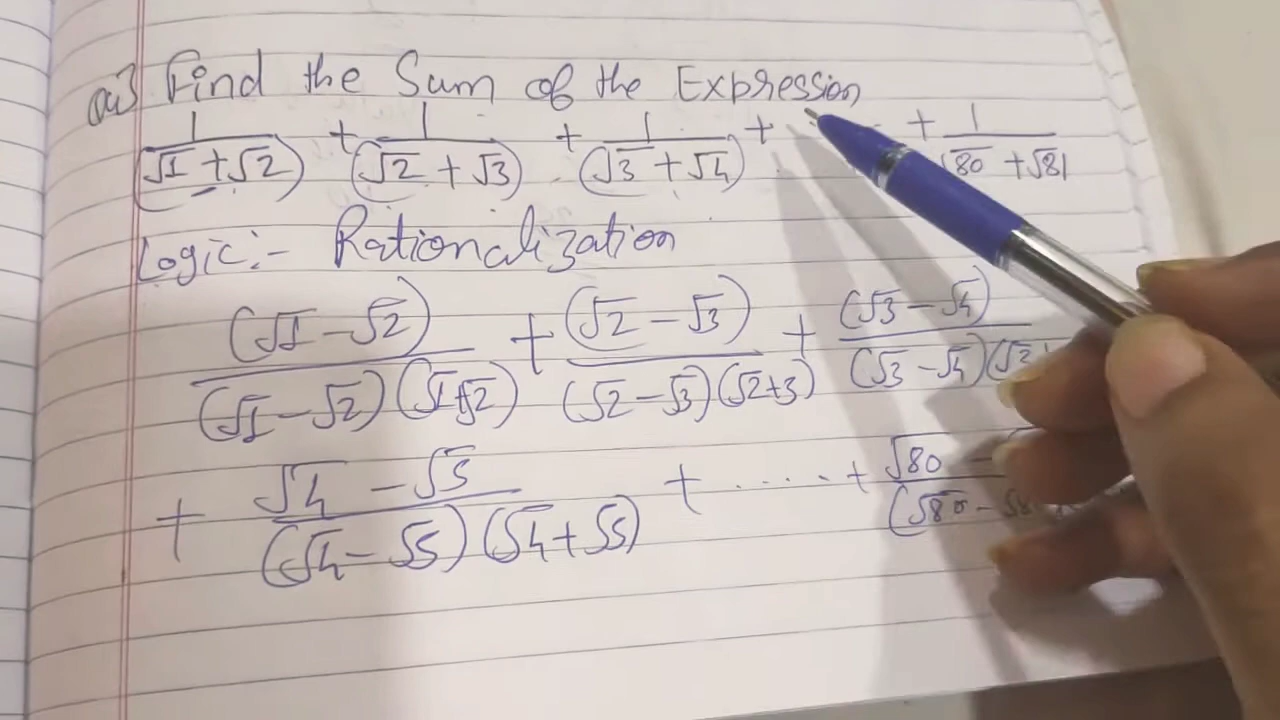 Find the Sum of the Expression
1/(√1 + √2) + 1/(√2 + √3) + 1/(√3 + √4) + ... + 1/√80 + √81
Logic:- Rationalization
(√1 - √2)/(√1 - √2)(√1+√2) + (√2 - √3)/(√2 - √3)(√2+3) + (√3 - √4)/(√3 - √4)
+ √4 - √5/(√4 - √5)(√4 + √5) + ..... + √80 -/(√80 -